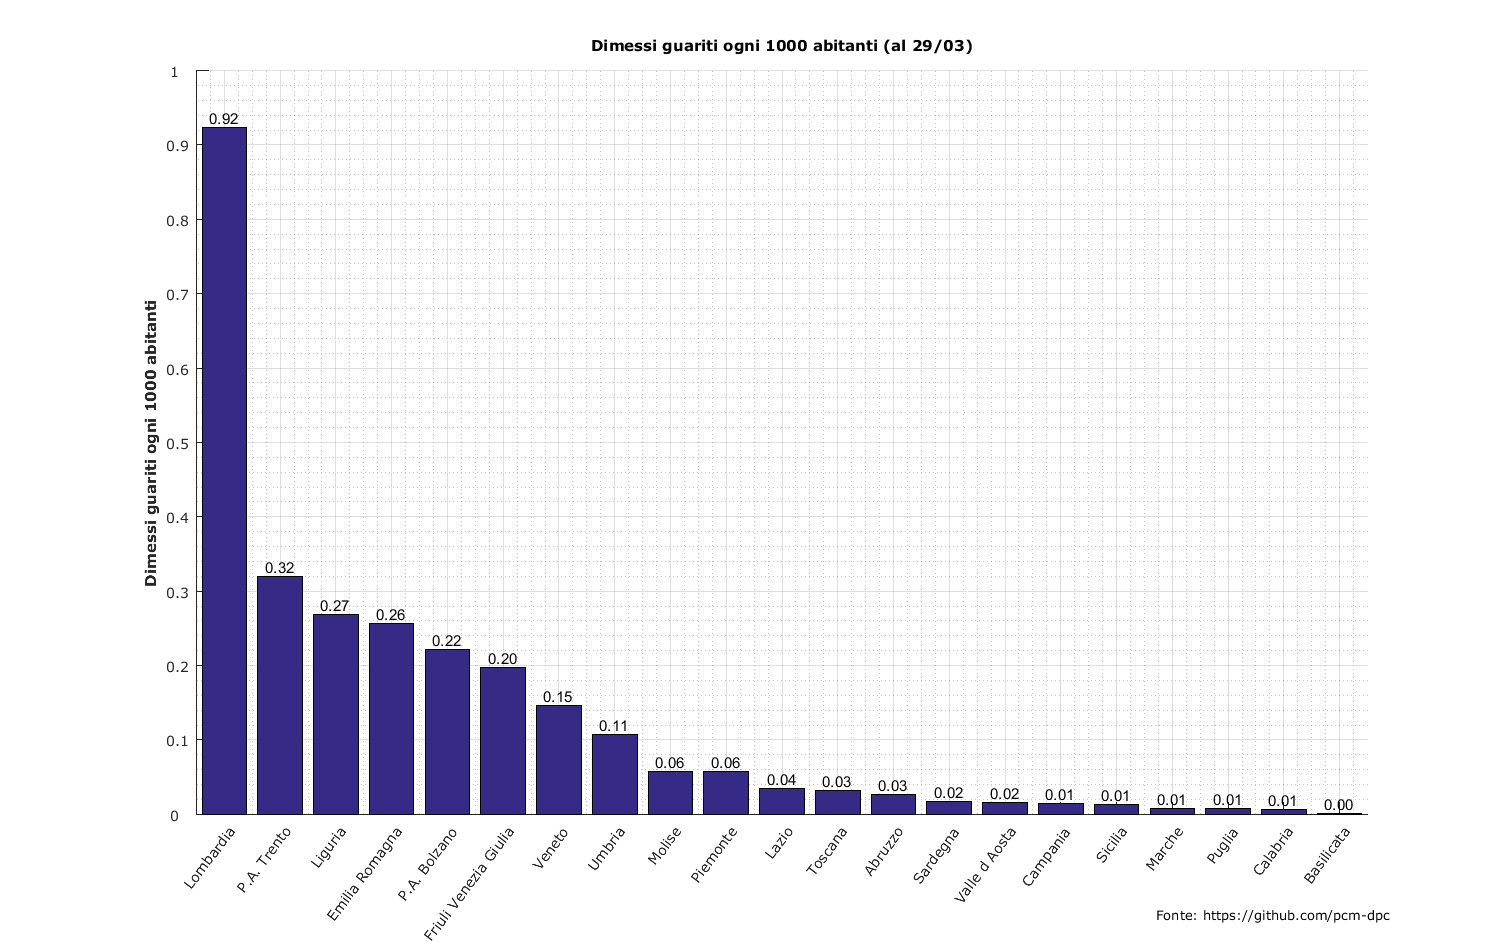 Dimessi guariti ogni 1000 abitanti (al 29/03)
Dimessi guariti ogni 1000 abitanti
1
0.9
0.8
0.7
0.6
0.5
0.4
0.3
0.2
0.1
0
0.92
0.32
0.27
0.26
0.22
0.20
0.15
0.11
0.06
0.06
0.04
0.03
0.03
0.02
0.02
0.01
0.01
0.01
0.01
0.01
0.00
Lombardia
P.A. Trento
Liguria
Emilia Romagna
P.A. Bolzano
Friuli Venezia Giulia
Veneto
Umbria
Molise
Piemonte
Lazio
Toscana
Abruzzo
Sardegna
Valle d Aosta
Campania
Sicilia
Marche
Puglia
Calabria
Basilicata
Fonte: https://github.com/pcm-dpc